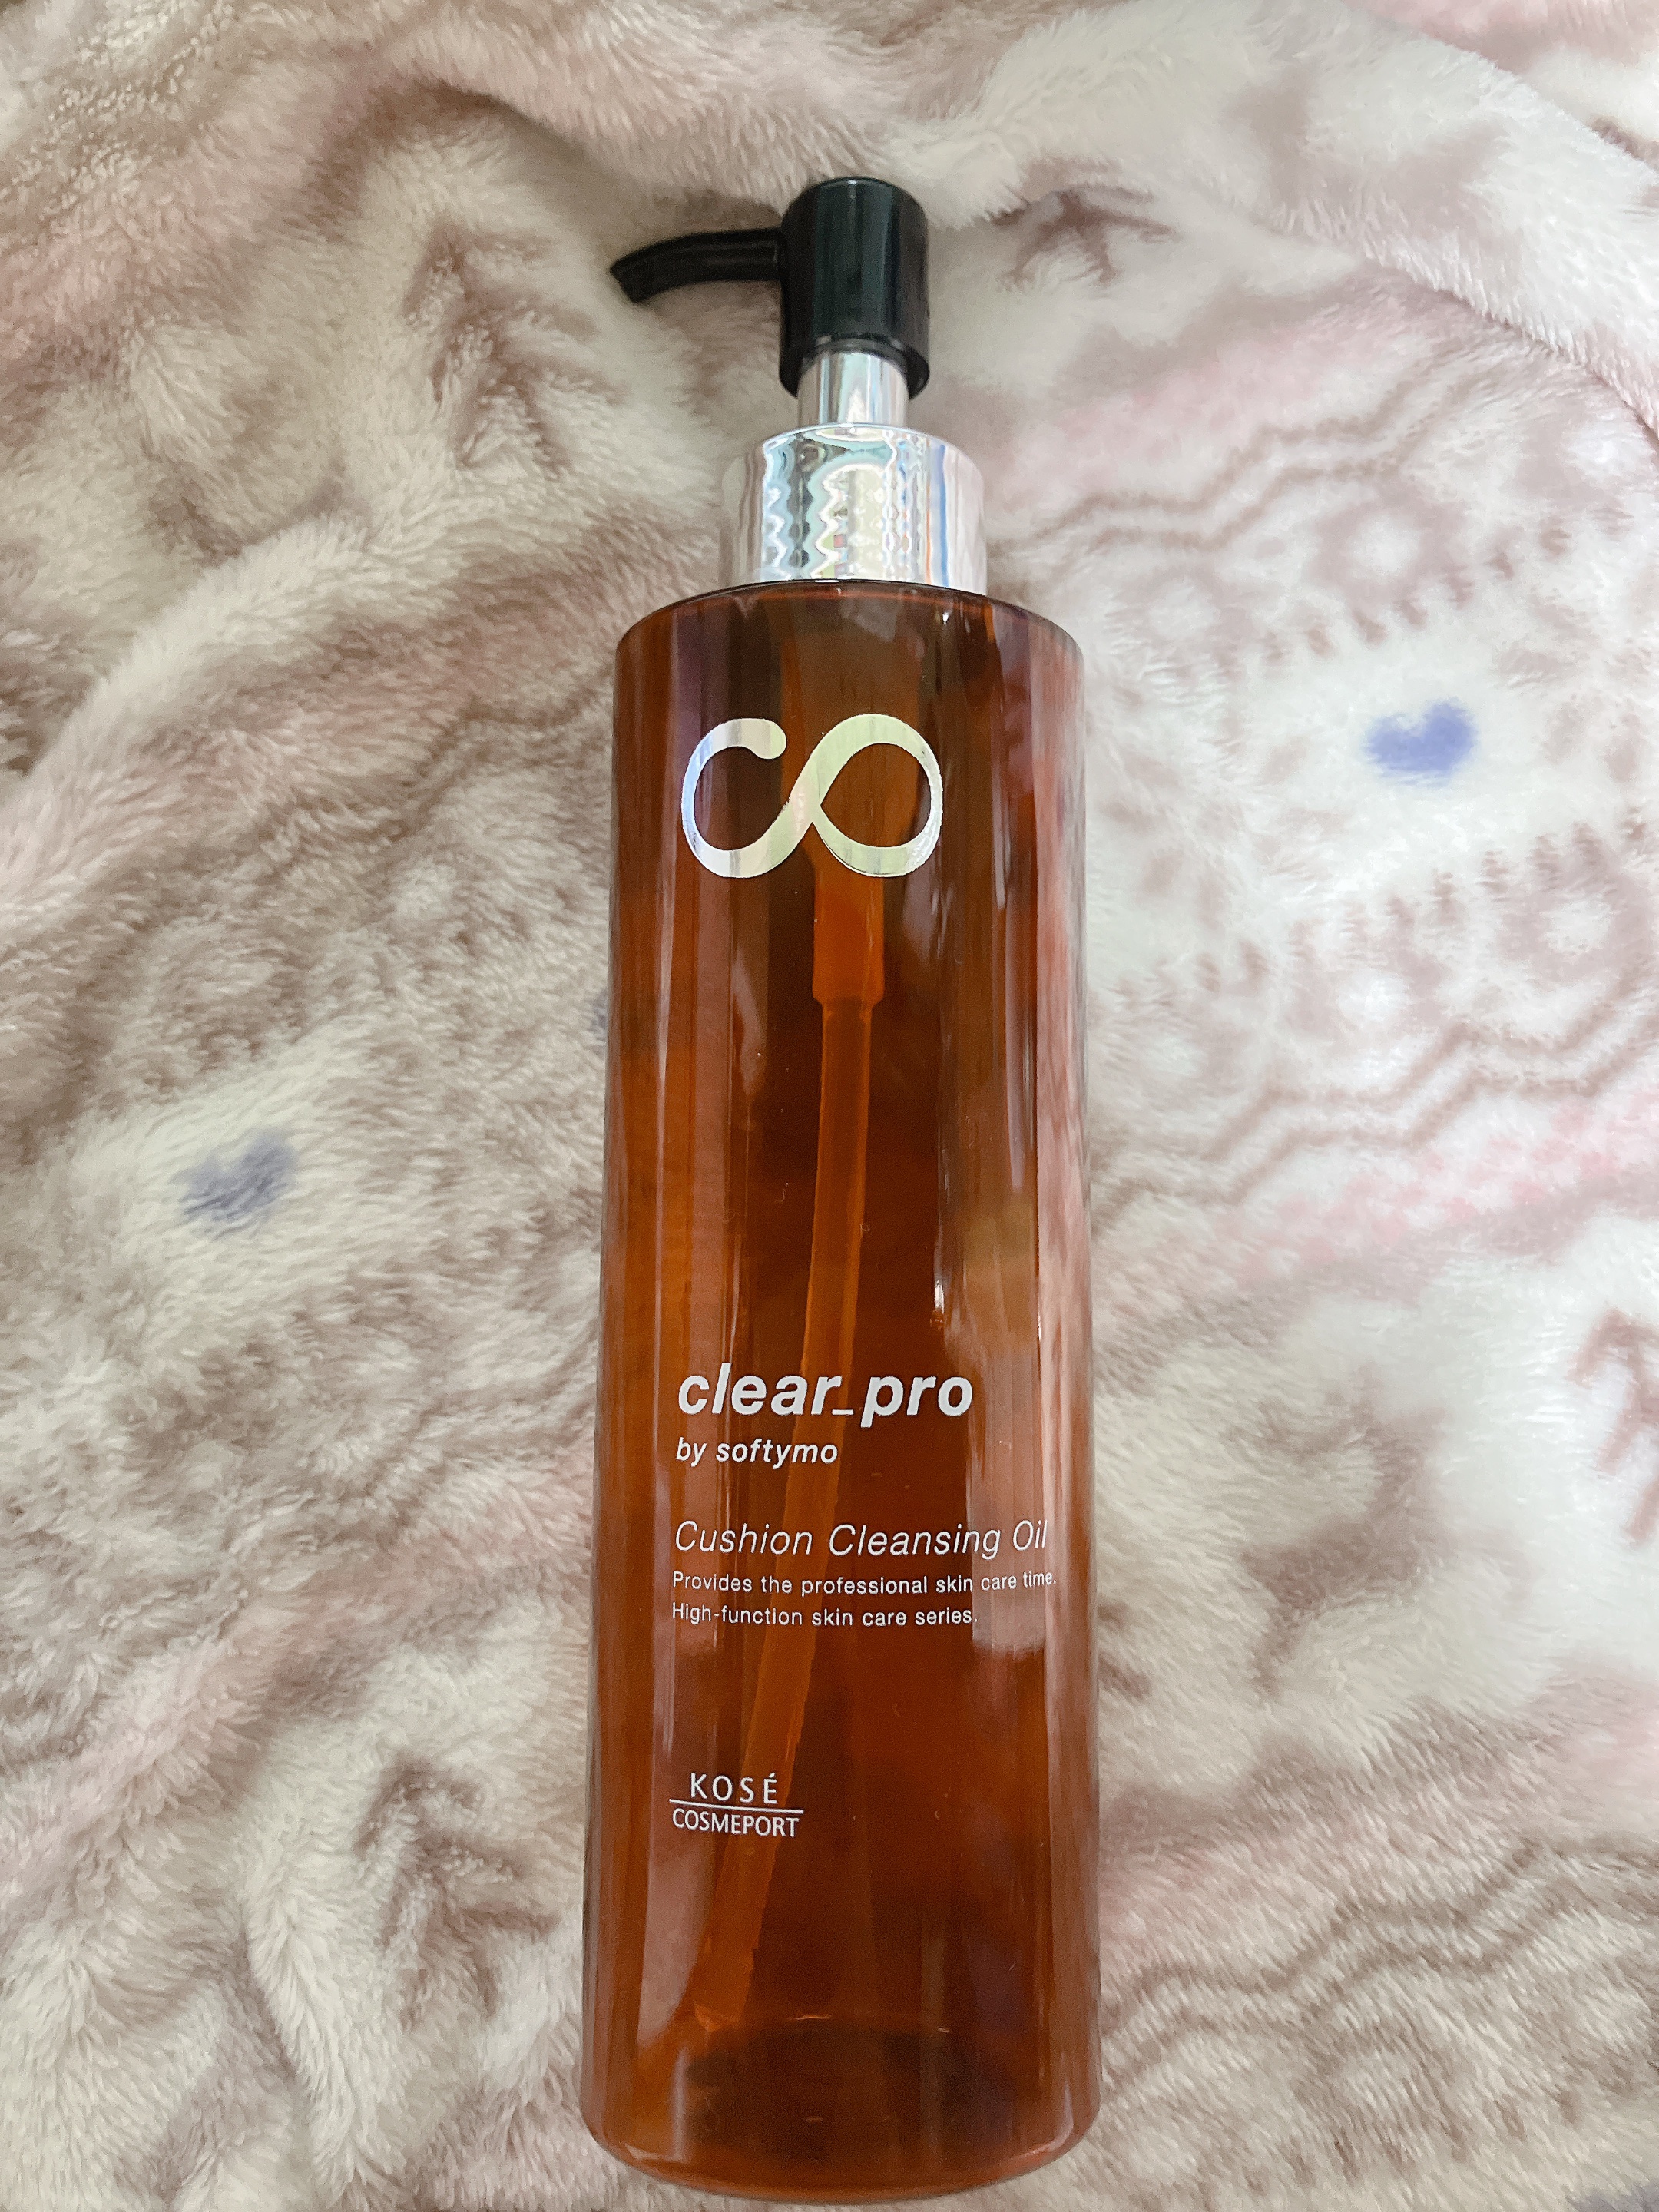 co
clear_pro
by softymo
Cushion Cleansing Oil
Provides the professional skin care time.
High-function skin care series.
KOSÉ
COSMEPORT